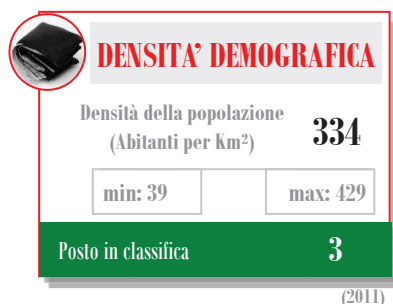 DENSITA’ DEMOGRAFICA
Densità della popolazione
(Abitanti per Km²)
334
min: 39
max: 429
Posto in classifica
3
(2011)